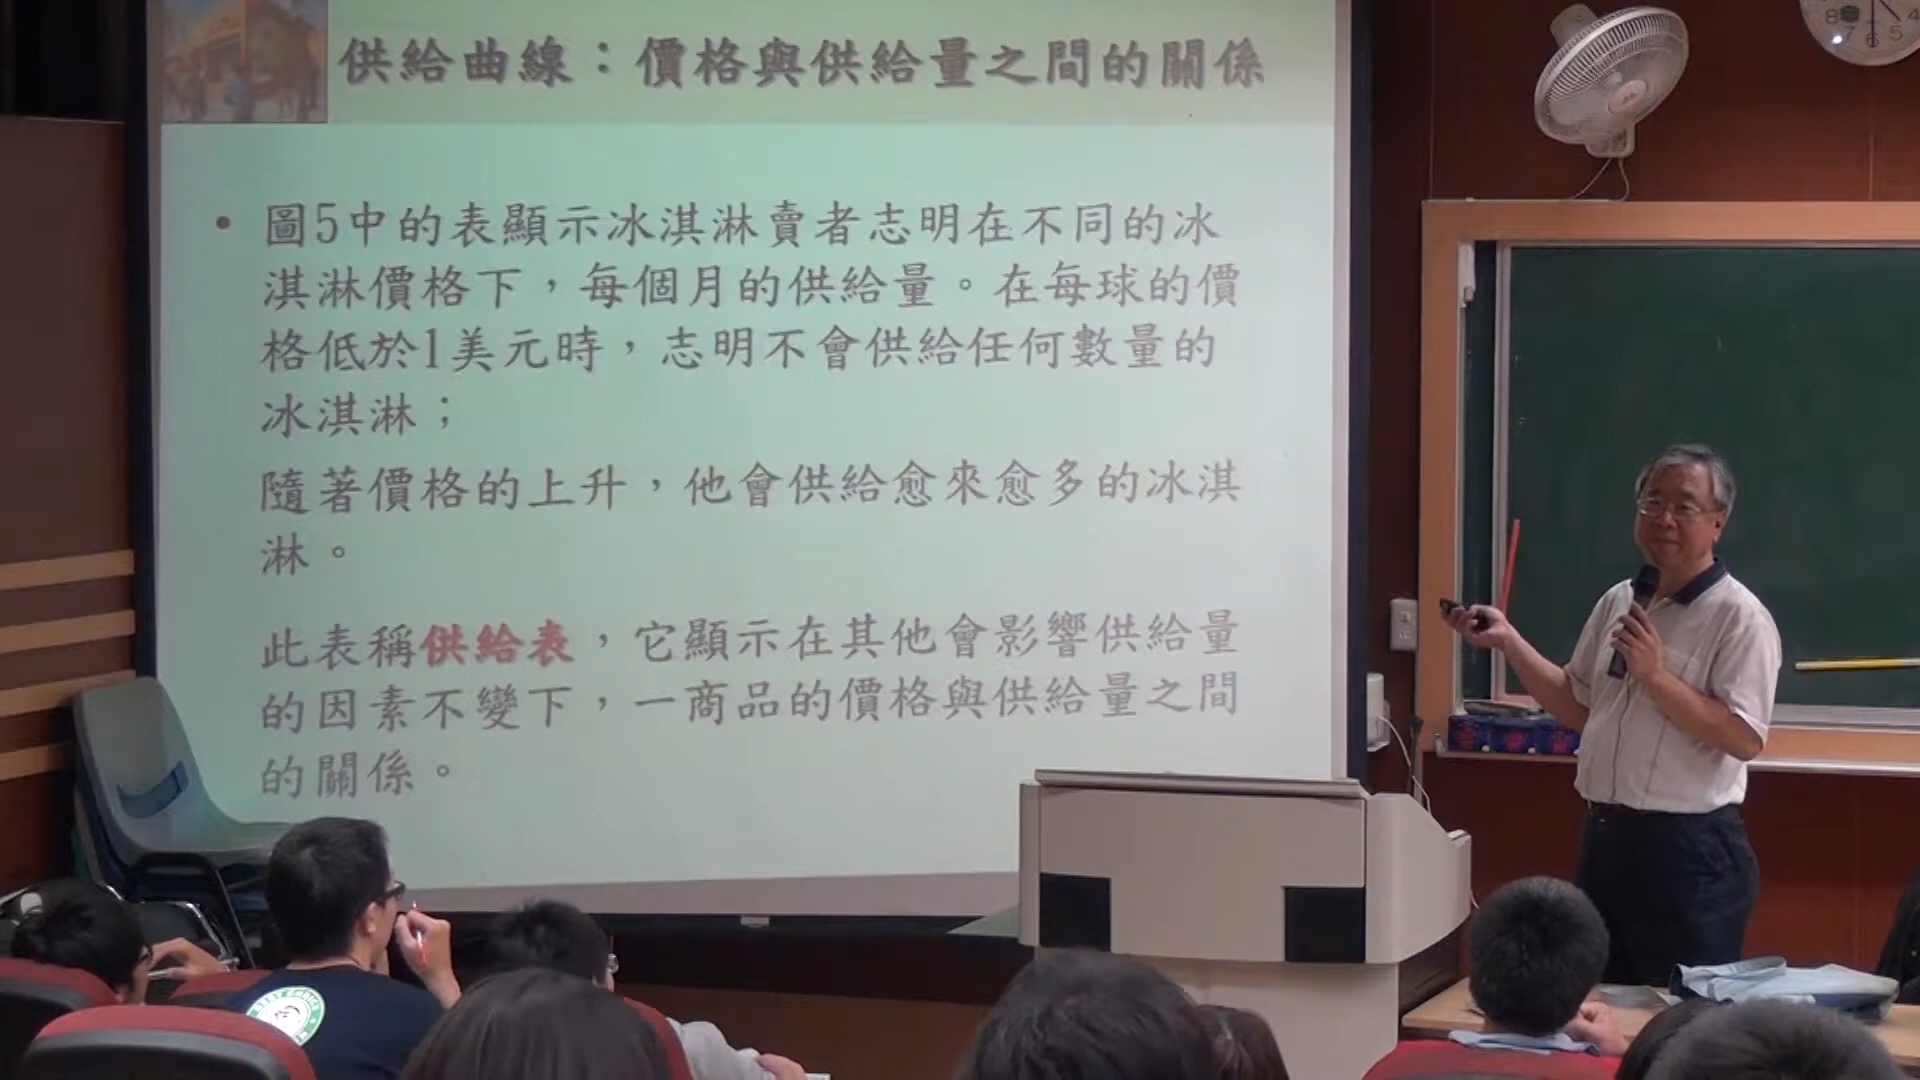 供給曲線：價格與供給量之間的關係
• 圖5中的表顯示冰淇淋賣者志明在不同的冰
淇淋價格下，每個月的供給量。在每球的價
格低於1美元時，志明不會供給任何數量的
冰淇淋；
隨著價格的上升，他會供給愈來愈多的冰淇
淋。
此表稱供給表，它顯示在其他會影響供給量
的因素不變下，一商品的價格與供給量之間
的關係。
8
7
6
5
4